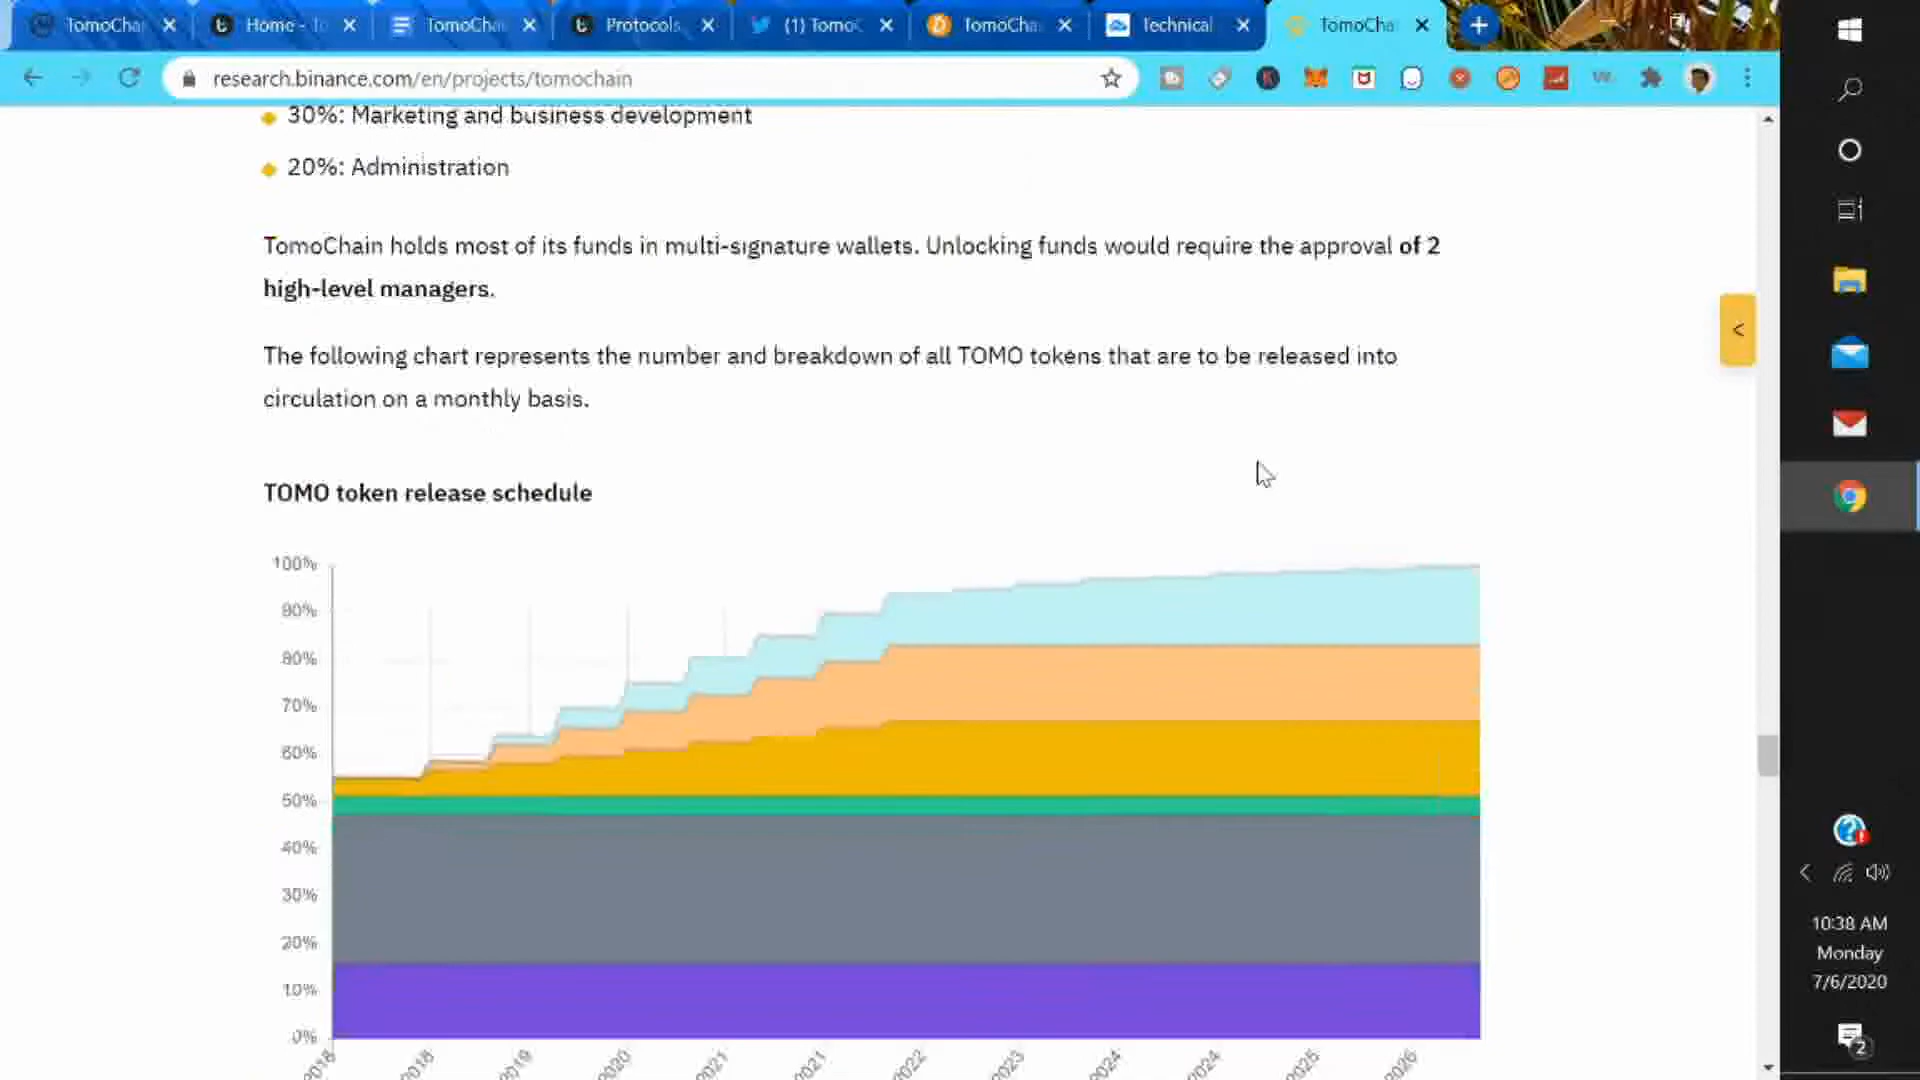 TomoChai
Home - To
TomoChai
Protocols
(1) TomoC
TomoCha
Technical
TomoCha
research.binance.com/en/projects/tomochain
30%: Marketing and business development
20%: Administration
TomoChain holds most of its funds in multi-signature wallets. Unlocking funds would require the approval of 2
high-level managers.
The following chart represents the number and breakdown of all TOMO tokens that are to be released into
circulation on a monthly basis.
TOMO token release schedule
100%
90%
80%
70%
60%
50%
40%
30%
20%
10%
0%
2018
2018
2019
2020
2021
2021
2022
2023
2024
2024
2025
2026
<
10:38 AM
Monday
7/6/2020
2